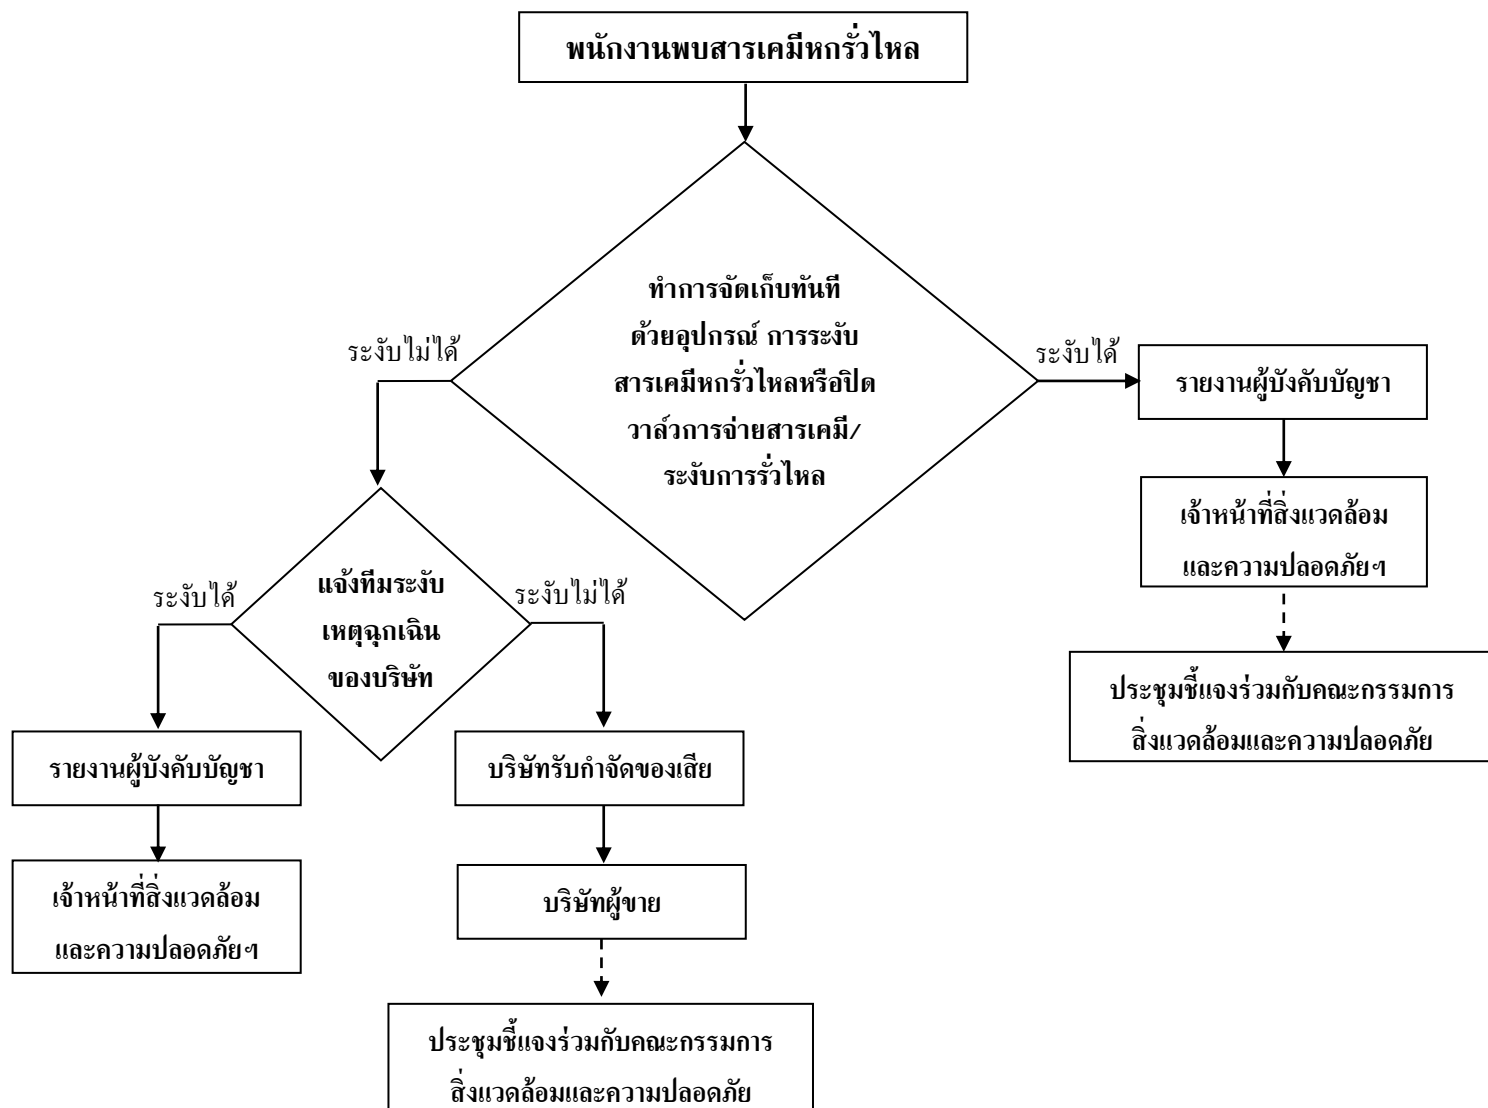 พนักงานพบสารเคมีหกรั่วไหล
ทำการจัดเก็บทันที
ด้วยอุปกรณ์ การระงับ
สารเคมีหกรั่วไหลหรือปิด
วาล์วการจ่ายสารเคมี/
ระงับการรั่วไหล
ระงับไม่ได้
ระงับได้
รายงานผู้บังคับบัญชา
เจ้าหน้าที่สิ่งแวดล้อม
และความปลอดภัยฯ
ประชุมชี้แจงร่วมกับคณะกรรมการ
สิ่งแวดล้อมและความปลอดภัย
แจ้งทีมระงับ
เหตุฉุกเฉิน
ของบริษัท
ระงับได้
ระงับไม่ได้
รายงานผู้บังคับบัญชา
เจ้าหน้าที่สิ่งแวดล้อม
และความปลอดภัยฯ
บริษัทรับกำจัดของเสีย
บริษัทผู้ขาย
ประชุมชี้แจงร่วมกับคณะกรรมการ
สิ่งแวดล้อมและความปลอดภัย